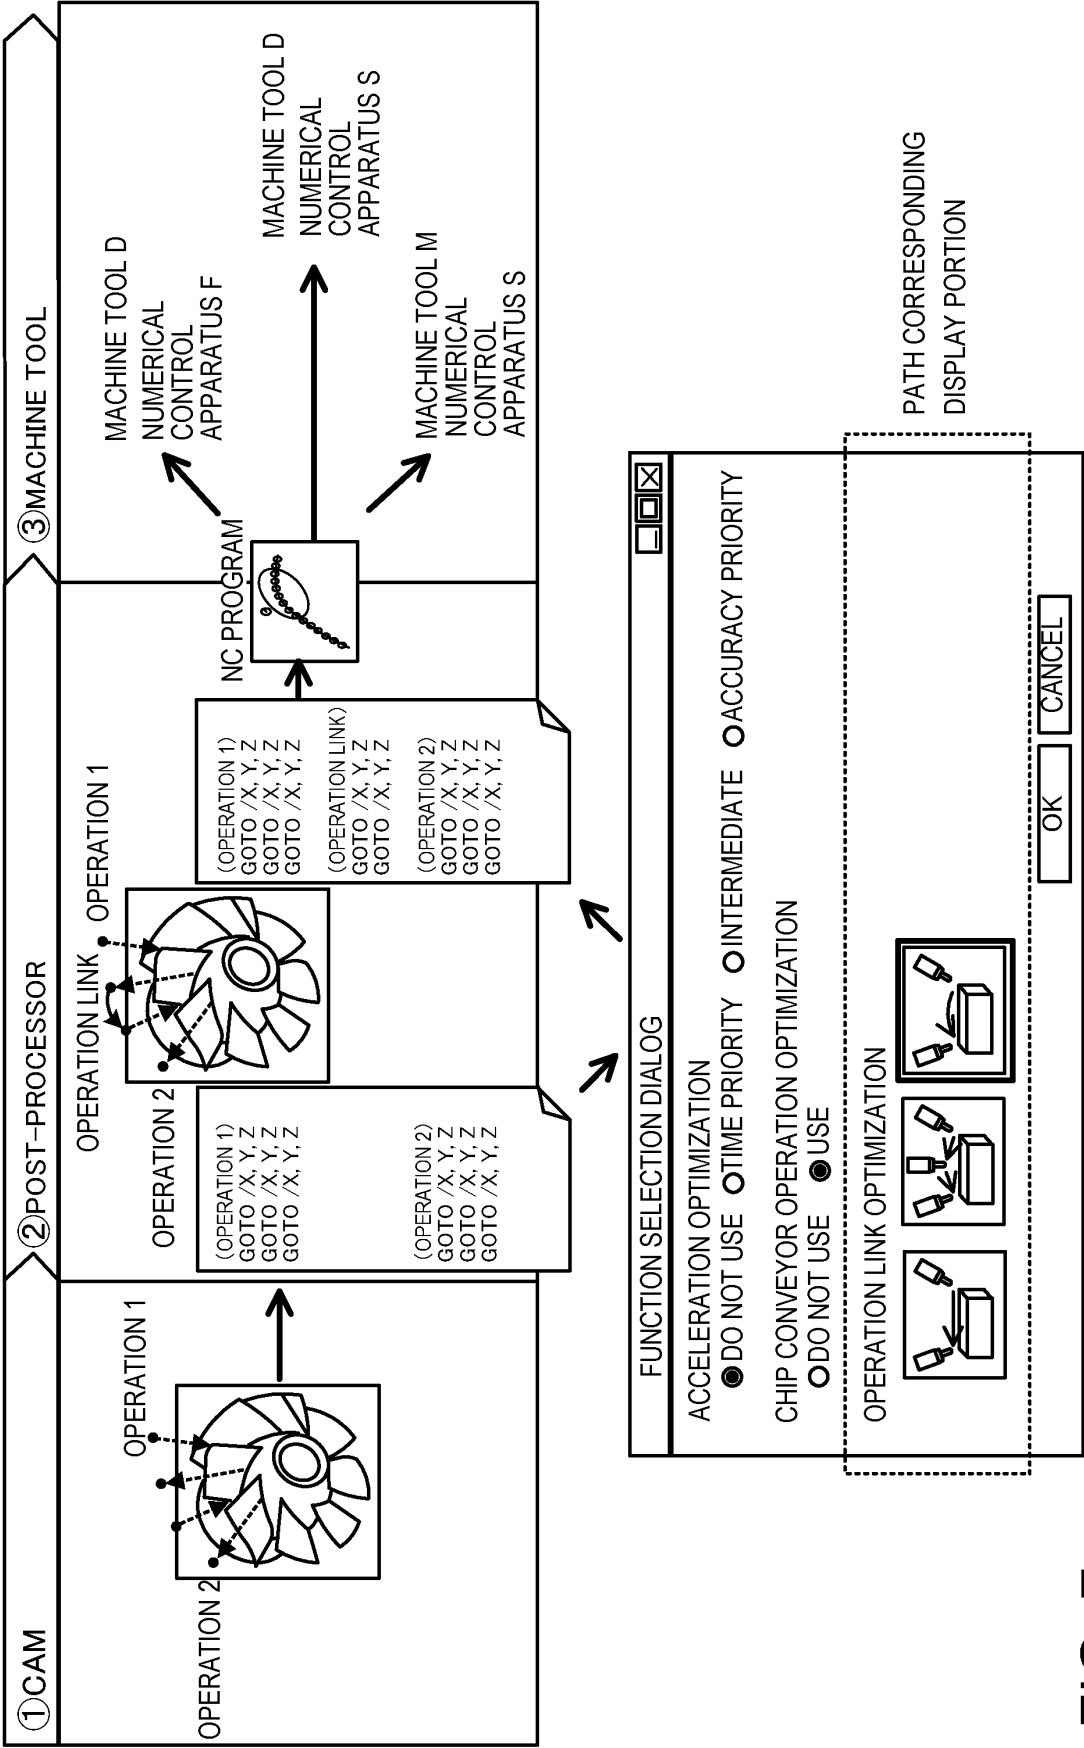 ①CAM
②POST-PROCESSOR
③MACHINE TOOL
OPERATION 1
OPERATION 2
OPERATION LINK
OPERATION 1
OPERATION 2
(OPERATION 1)
GOTO /X, Y, Z
GOTO /X, Y, Z
GOTO /X, Y, Z
(OPERATION 2)
GOTO /X, Y, Z
GOTO /X, Y, Z
GOTO /X, Y, Z
(OPERATION 1)
GOTO /X, Y, Z
GOTO /X, Y, Z
GOTO /X, Y, Z
(OPERATION LINK)
GOTO /X, Y, Z
GOTO /X, Y, Z
(OPERATION 2)
GOTO /X, Y, Z
GOTO /X, Y, Z
GOTO /X, Y, Z
NC PROGRAM
MACHINE TOOL D
NUMERICAL
CONTROL
APPARATUS F
MACHINE TOOL D
NUMERICAL
CONTROL
APPARATUS S
MACHINE TOOL M
NUMERICAL
CONTROL
APPARATUS S
FUNCTION SELECTION DIALOG
ACCELERATION OPTIMIZATION
DO NOT USE TIME PRIORITY INTERMEDIATE ACCURACY PRIORITY
CHIP CONVEYOR OPERATION OPTIMIZATION
DO NOT USE USE
OPERATION LINK OPTIMIZATION
OK CANCEL
PATH CORRESPONDING
DISPLAY PORTION